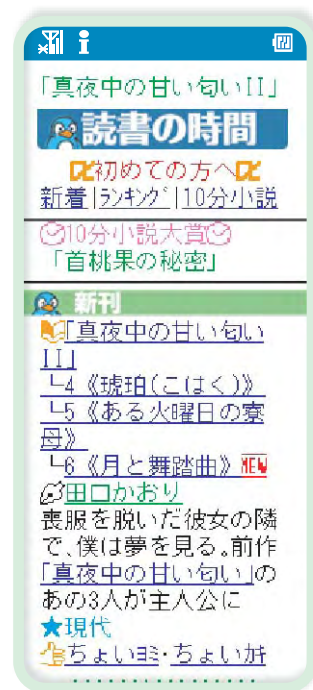 「真夜中の甘い匂いII」
読書の時間
初めての方へ
新着|ﾗﾝｷﾝｸﾞ|10分小説
10分小説大賞
「首桃果の秘密」
新刊
「真夜中の甘い匂い
II」
└4《琥珀(こはく)》
└5《ある火曜日の寮
母》
└6《月と舞踏曲》NEW
田口かおり
喪服を脱いだ彼女の隣
で、僕は夢を見る。前作
「真夜中の甘い匂い」の
あの3人が主人公に
★現代
ちょいﾖﾐ・ちょいｶｷ